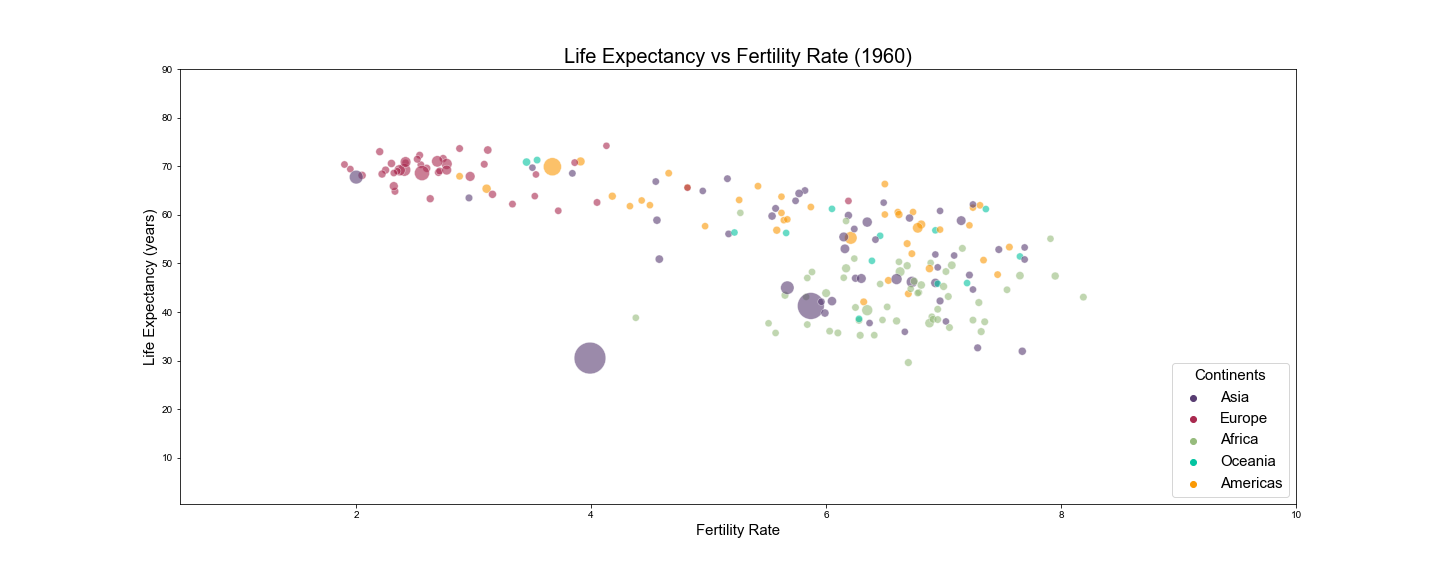 Life Expectancy vs Fertility Rate (1960)
90
80
70
60
50
40
30
20
10
Life Expectancy (years)
2
4
6
8
10
Fertility Rate
Continents
Asia
Europe
Africa
Oceania
Americas